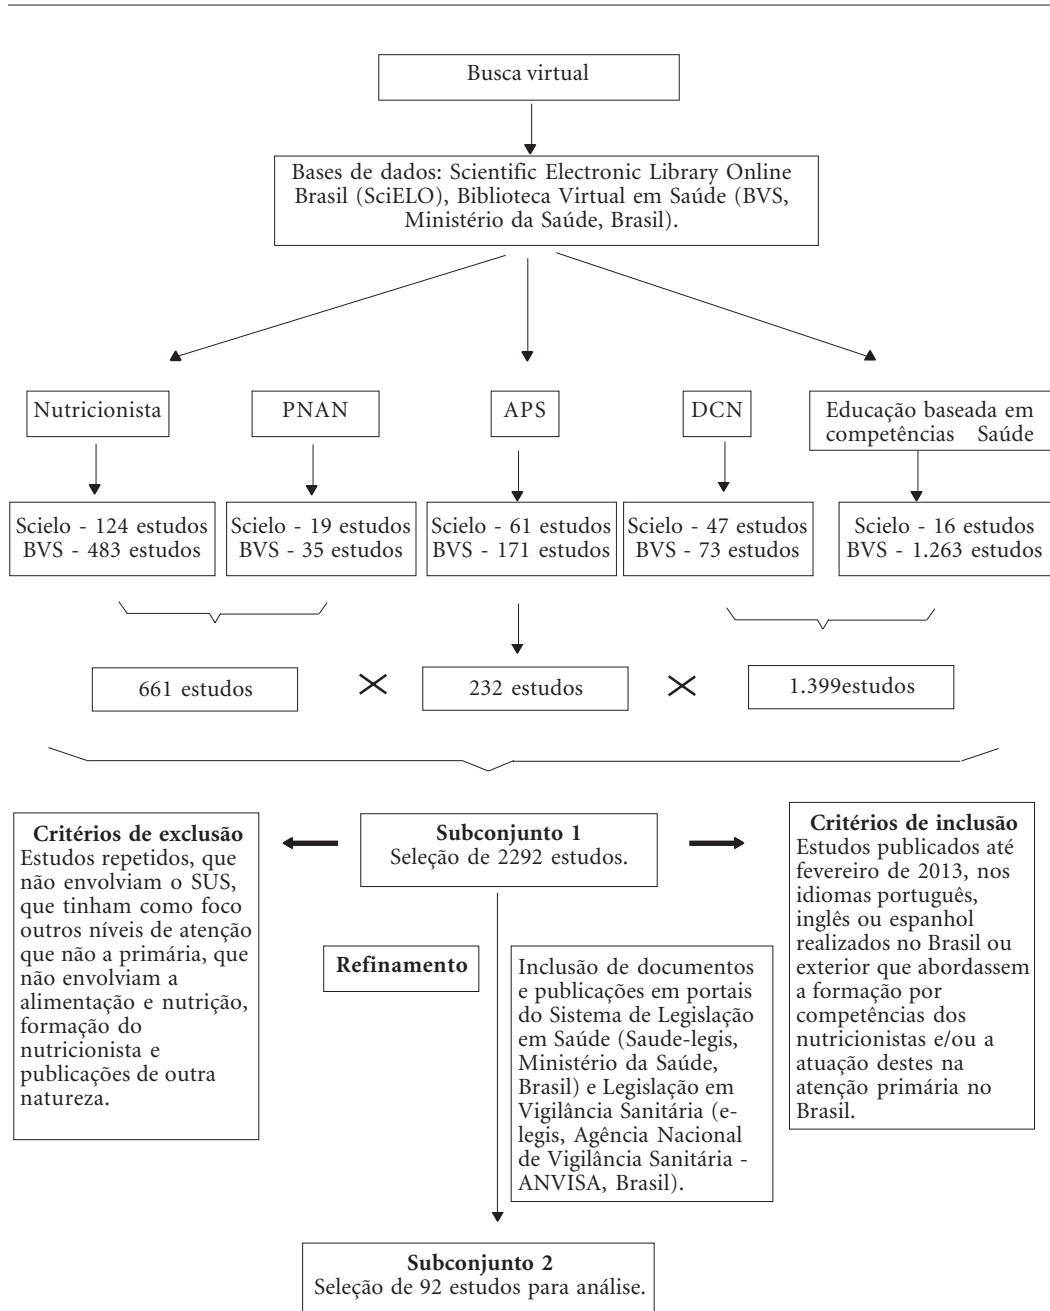 Busca virtual
Bases de dados: Scientific Electronic Library Online
Brasil (SciELO), Biblioteca Virtual em Saúde (BVS,
Ministério da Saúde, Brasil).
Nutricionista
PNAN
APS
DCN
Educação baseada em
competências Saúde
Scielo - 124 estudos
BVS - 483 estudos
Scielo - 19 estudos
BVS - 35 estudos
Scielo - 61 estudos
BVS - 171 estudos
Scielo - 47 estudos
BVS - 73 estudos
Scielo - 16 estudos
BVS - 1.263 estudos
661 estudos
232 estudos
1.399estudos
Critérios de exclusão
Estudos repetidos, que
não envolviam o SUS,
que tinham como foco
outros níveis de atenção
que não a primária, que
não envolviam a
alimentação e nutrição,
formação do
nutricionista e
publicações de outra
natureza.
Subconjunto 1
Seleção de 2292 estudos.
Critérios de inclusão
Estudos publicados até
fevereiro de 2013, nos
idiomas português,
inglês ou espanhol
realizados no Brasil ou
exterior que abordassem
a formação por
competências dos
nutricionistas e/ou a
atuação destes na
atenção primária no
Brasil.
Refinamento
Inclusão de documentos
e publicações em portais
do Sistema de Legislação
em Saúde (Saude-legis,
Ministério da Saúde,
Brasil) e Legislação em
Vigilância Sanitária (e-
legis, Agência Nacional
de Vigilância Sanitária -
ANVISA, Brasil).
Subconjunto 2
Seleção de 92 estudos para análise.